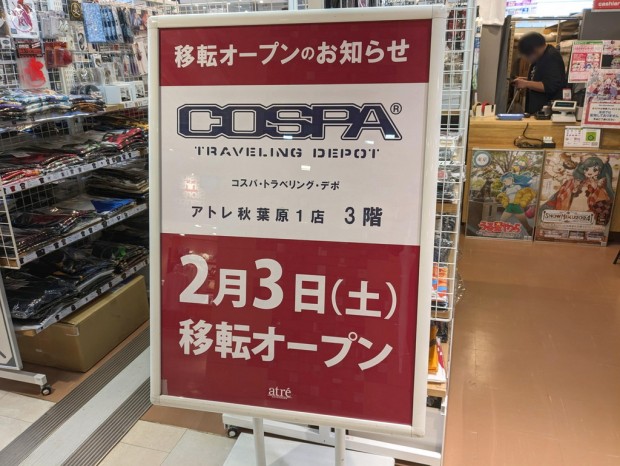 移転オープンのお知らせ
COSPA®
TRAVELING DEPOT
コスパ・トラベリング・デポ
アトレ秋葉原1店 3階
2月3日(土)
移転オープン
atré
cashier